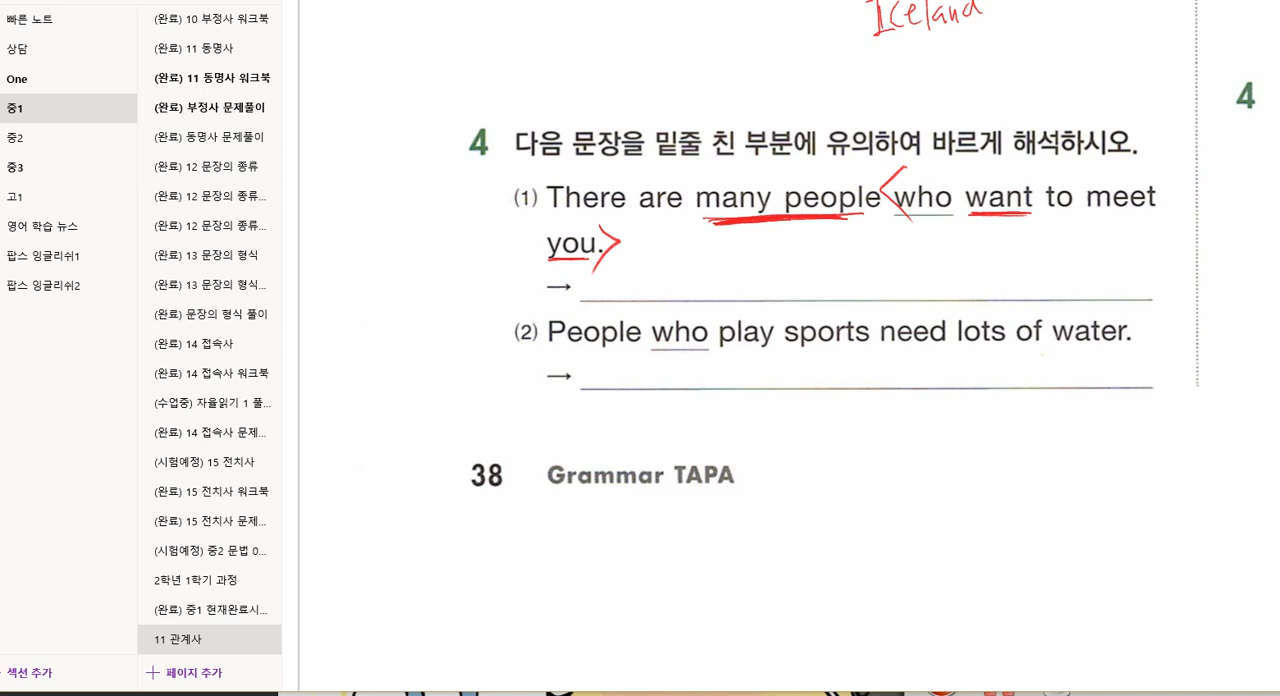 빠른 노트
상담
One
중1
중2
중3
고1
영어 학습 뉴스
팝스 잉글리쉬1
팝스 잉글리쉬2
섹션 추가
(완료) 10 부정사 워크북
(완료) 11 동명사
(완료) 11 동명사 워크북
(완료) 부정사 문제풀이
(완료) 동명사 문제풀이
(완료) 12 문장의 종류
(완료) 12 문장의 종류...
(완료) 12 문장의 종류...
(완료) 13 문장의 형식
(완료) 13 문장의 형식...
(완료) 문장의 형식 풀이
(완료) 14 접속사
(완료) 14 접속사 워크북
(수업중) 자율읽기 1 풀...
(완료) 14 접속사 문제...
(시험예정) 15 전치사
(완료) 15 전치사 워크북
(완료) 15 전치사 문제...
(시험예정) 중2 문법 0...
2학년 1학기 과정
(완료) 중1 현재완료시...
11 관계사
페이지 추가
Iceland
4
4 다음 문장을 밑줄 친 부분에 유의하여 바르게 해석하시오.
(1) There are many people who want to meet
you.
→
(2) People who play sports need lots of water.
→
38 Grammar TAPA